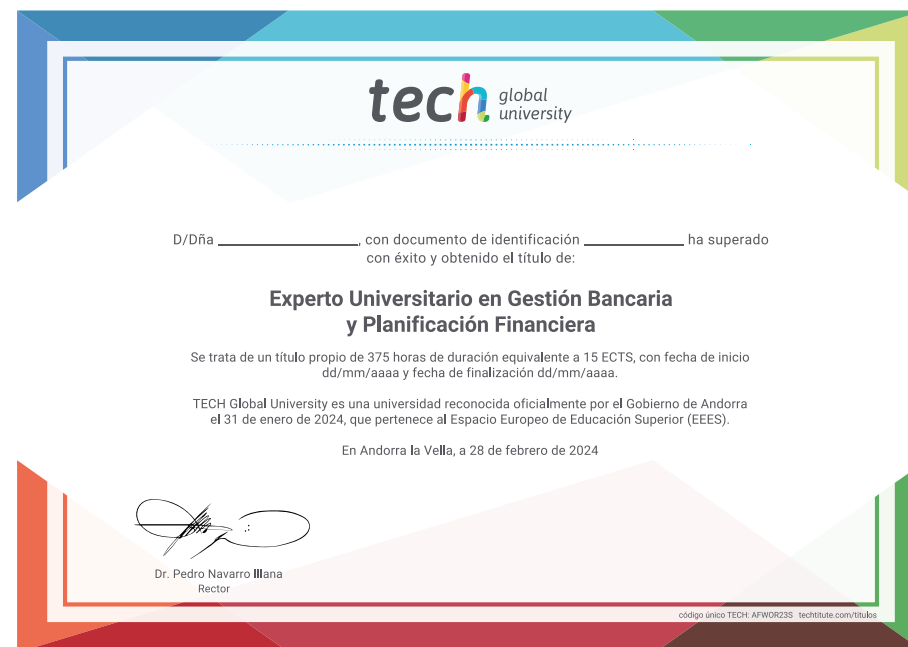 tech global university
D/Dña ____________________, con documento de identificación ______________ ha superado
con éxito y obtenido el título de:
Experto Universitario en Gestión Bancaria
y Planificación Financiera
Se trata de un título propio de 375 horas de duración equivalente a 15 ECTS, con fecha de inicio
dd/mm/aaaa y fecha de finalización dd/mm/aaaa.
TECH Global University es una universidad reconocida oficialmente por el Gobierno de Andorra
el 31 de enero de 2024, que pertenece al Espacio Europeo de Educación Superior (EEES).
En Andorra la Vella, a 28 de febrero de 2024
Dr. Pedro Navarro Illana
Rector
código único TECH: AFWOR23S techtitute.com/titulos